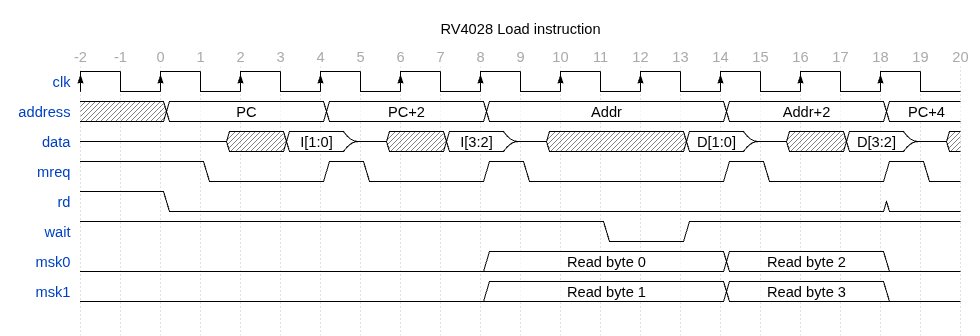 RV4028 Load instruction
-2 -1 0 1 2 3 4 5 6 7 8 9 10 11 12 13 14 15 16 17 18 19 20
clk
address PC PC+2 Addr Addr+2 PC+4
data I[1:0] I[3:2] D[1:0] D[3:2]
mreq
rd
wait
msk0 Read byte 0 Read byte 2
msk1 Read byte 1 Read byte 3